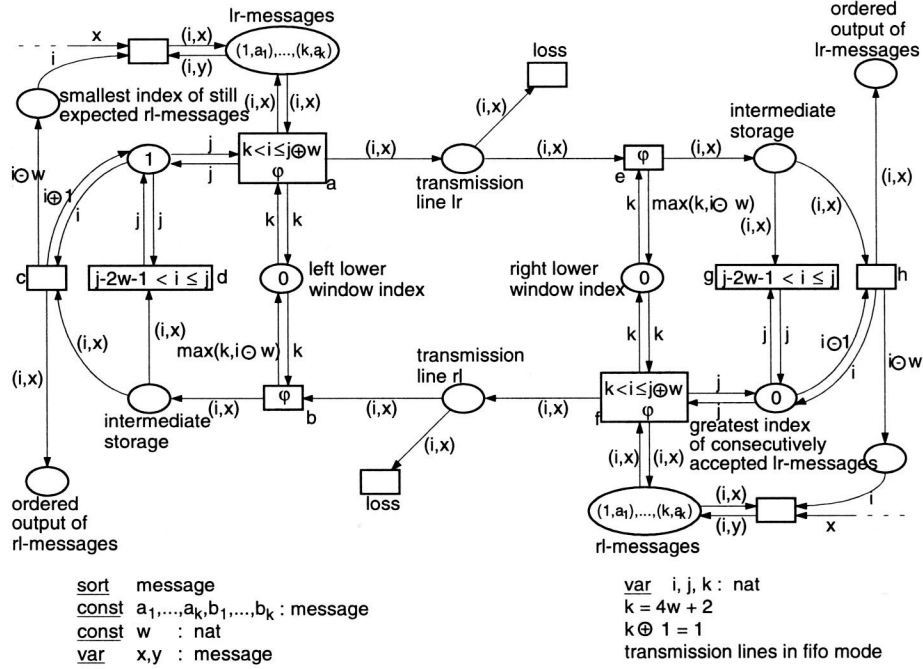 lr-messages
x
(i,x)
(i,y)
i
(1,a₁),...,(k,aₖ)
loss
ordered
output of
lr-messages
smallest index of still
expected rl-messages
(i,x)
(i,x)
(i,x)
intermediate
storage
i⊖w
i⊕1
i
1
j
j
k<i≤j⊕w
φ
a
(i,x)
transmission
line lr
(i,x)
φ
e
(i,x)
(i,x)
(i,x)
(i,x)
j
j
k
k
k
max(k,i⊖w)
c
j-2w-1 < i ≤ j
d
0
left lower
window index
right lower
window index
0
g
j-2w-1 < i ≤ j
h
(i,x)
(i,x)
(i,x)
max(k,i⊖w)
k
transmission
line rl
k
k
j
j
i⊖1
i
i⊖w
intermediate
storage
(i,x)
φ
b
(i,x)
(i,x)
k<i≤j⊕w
φ
f
j
j
0
greatest index
of consecutively
accepted lr-messages
(i,x)
loss
(i,x)
(i,x)
ordered
output of
rl-messages
(1,a₁),...,(k,aₖ)
rl-messages
(i,x)
(i,y)
i
x
sort message
const a₁,...,aₖ,b₁,...,bₖ : message
const w : nat
var x,y : message
var i, j, k : nat
k = 4w + 2
k ⊕ 1 = 1
transmission lines in fifo mode